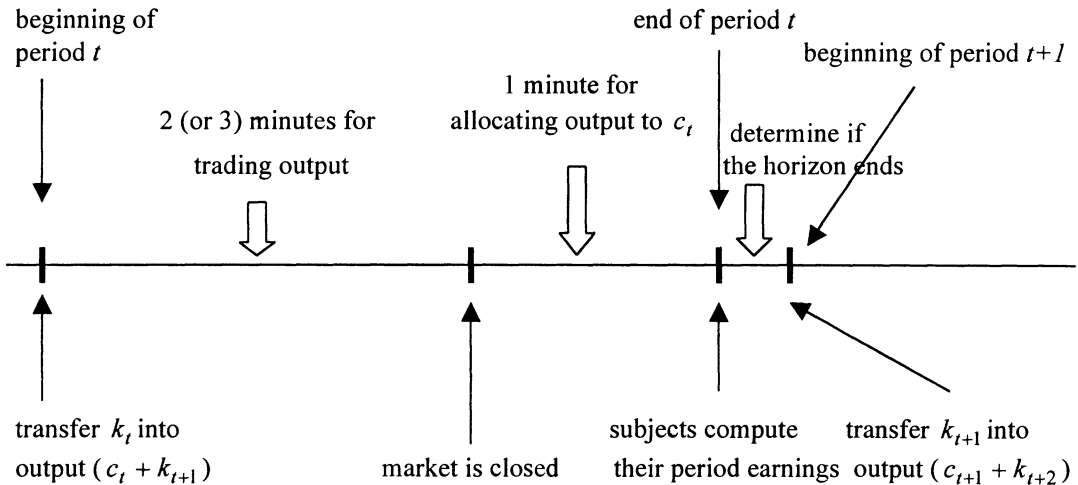 beginning of
period t
2 (or 3) minutes for
trading output
1 minute for
allocating output to c_t
end of period t
determine if
the horizon ends
beginning of period t+1
transfer k_t into
output ( c_t + k_{t+1} )
market is closed
subjects compute
their period earnings
transfer k_{t+1} into
output ( c_{t+1} + k_{t+2} )